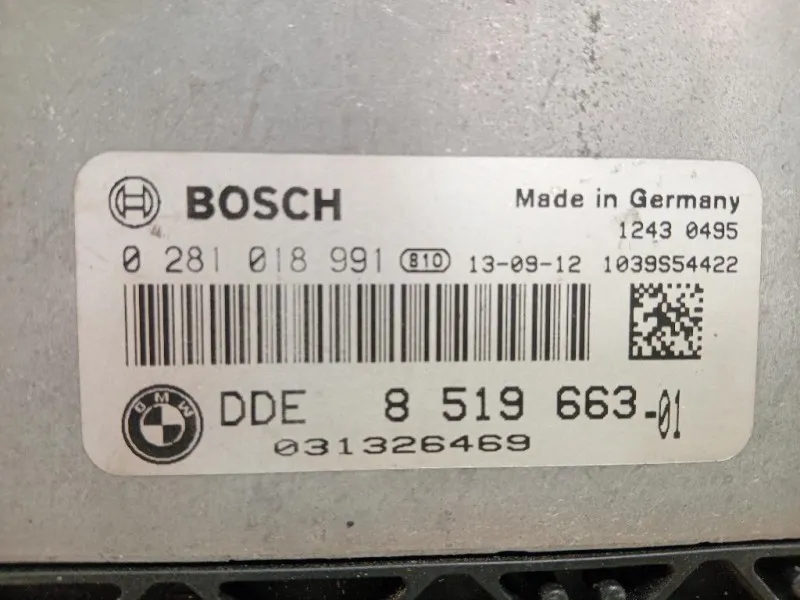 BOSCH
Made in Germany
1243 0495
0 281 018 991 810 13-09-12 1039S54422
BMW DDE 8 519 663-01
031326469